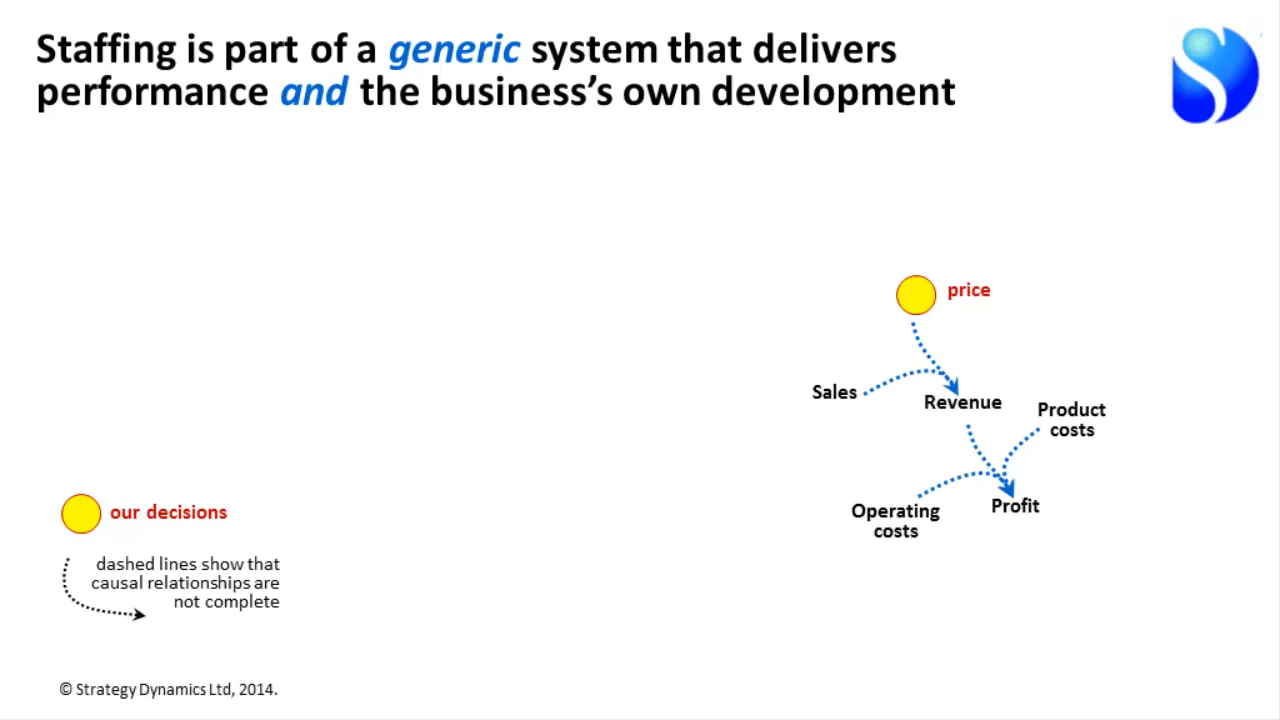 Staffing is part of a generic system that delivers
performance and the business’s own development
price
Sales
Revenue
Product
costs
Operating
costs
Profit
our decisions
dashed lines show that
causal relationships are
not complete
© Strategy Dynamics Ltd, 2014.